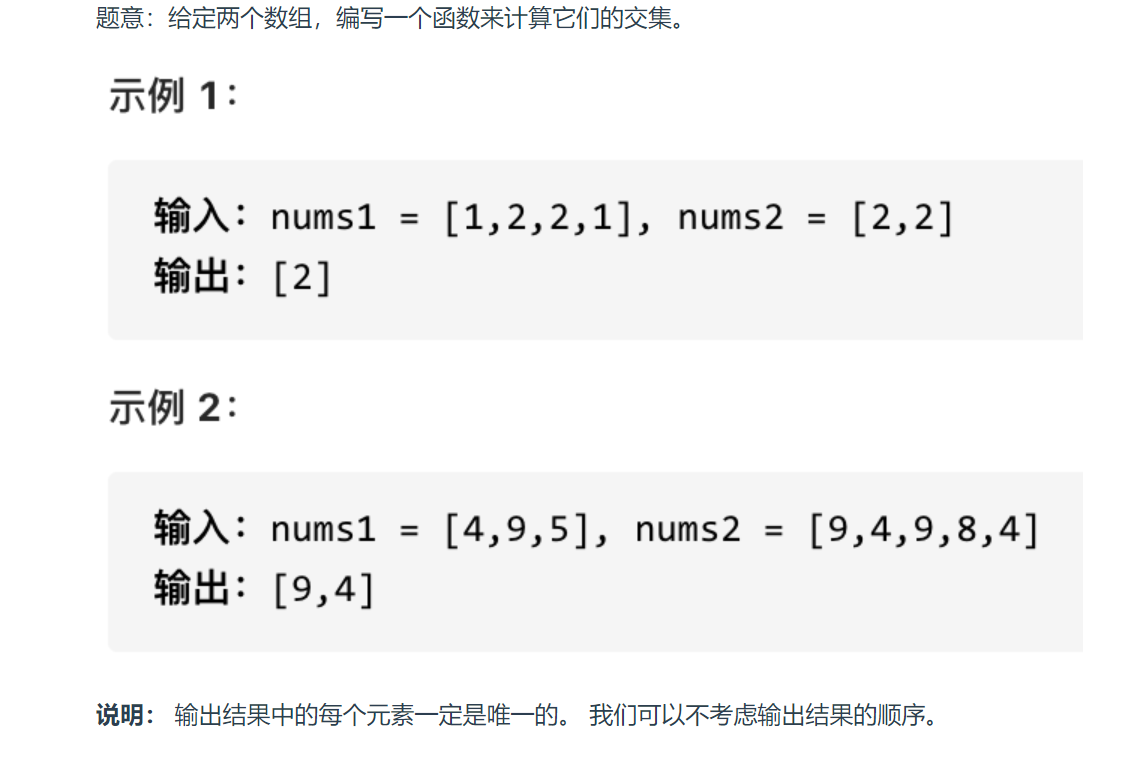 题意：给定两个数组，编写一个函数来计算它们的交集。
示例 1：
输入：nums1 = [1,2,2,1], nums2 = [2,2]
输出：[2]
示例 2：
输入：nums1 = [4,9,5], nums2 = [9,4,9,8,4]
输出：[9,4]
说明： 输出结果中的每个元素一定是唯一的。 我们可以不考虑输出结果的顺序。